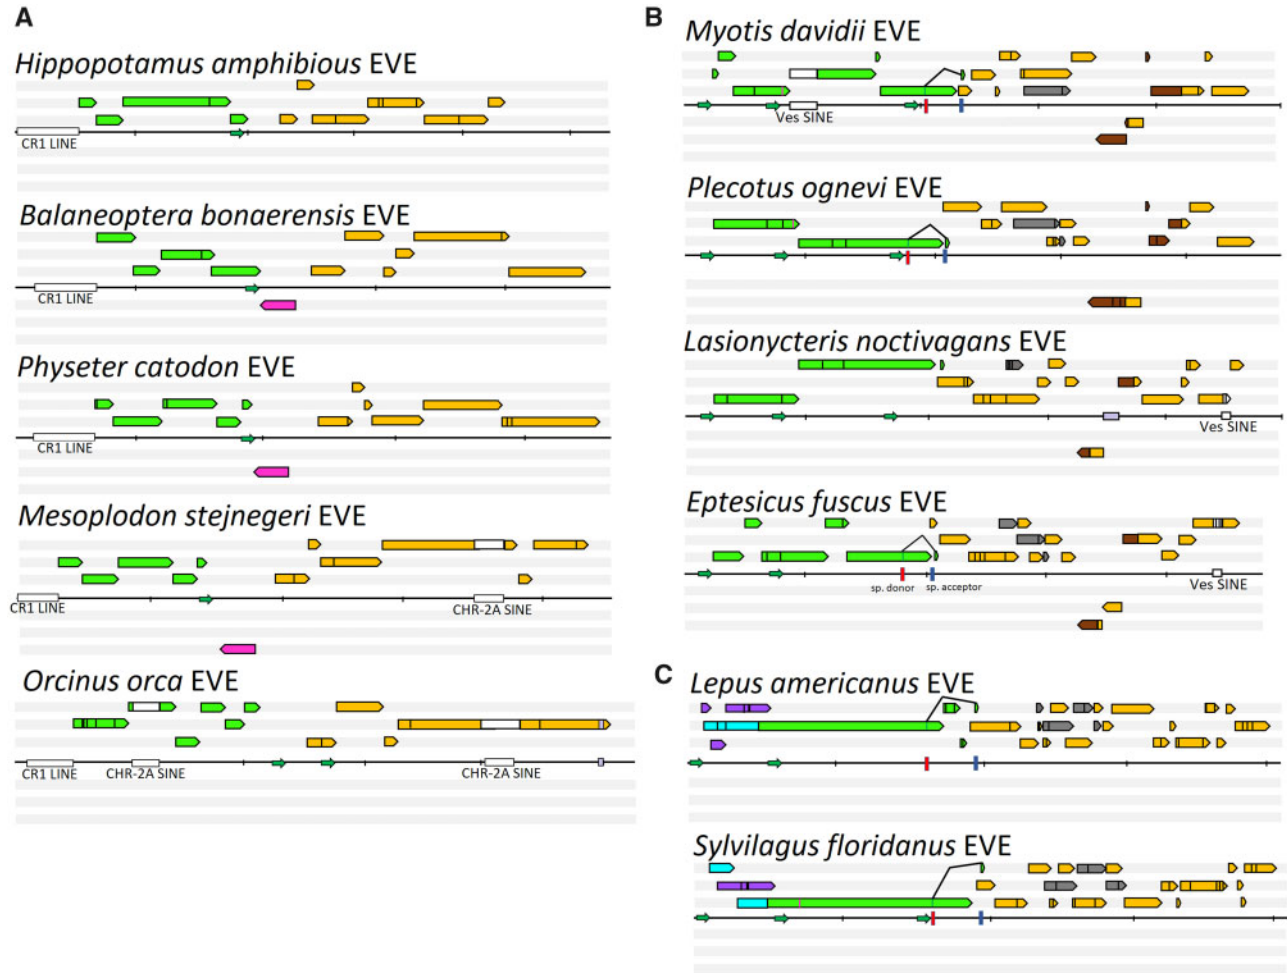 A
Hippopotamus amphibious EVE
CR1 LINE
Balaneoptera bonaerensis EVE
CR1 LINE
Physeter catodon EVE
CR1 LINE
Mesoplodon stejnegeri EVE
CR1 LINE
CHR-2A SINE
Orcinus orca EVE
CR1 LINE
CHR-2A SINE
CHR-2A SINE
B
Myotis davidii EVE
Ves SINE
Plecotus ognevi EVE
Lasionycteris noctivagans EVE
Ves SINE
Eptesicus fuscus EVE
sp. donor
sp. acceptor
Ves SINE
C
Lepus americanus EVE
Sylvilagus floridanus EVE